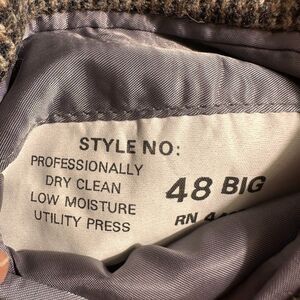 STYLE NO:
PROFESSIONALLY
DRY CLEAN
LOW MOISTURE
UTILITY PRESS
48 BIG
RN